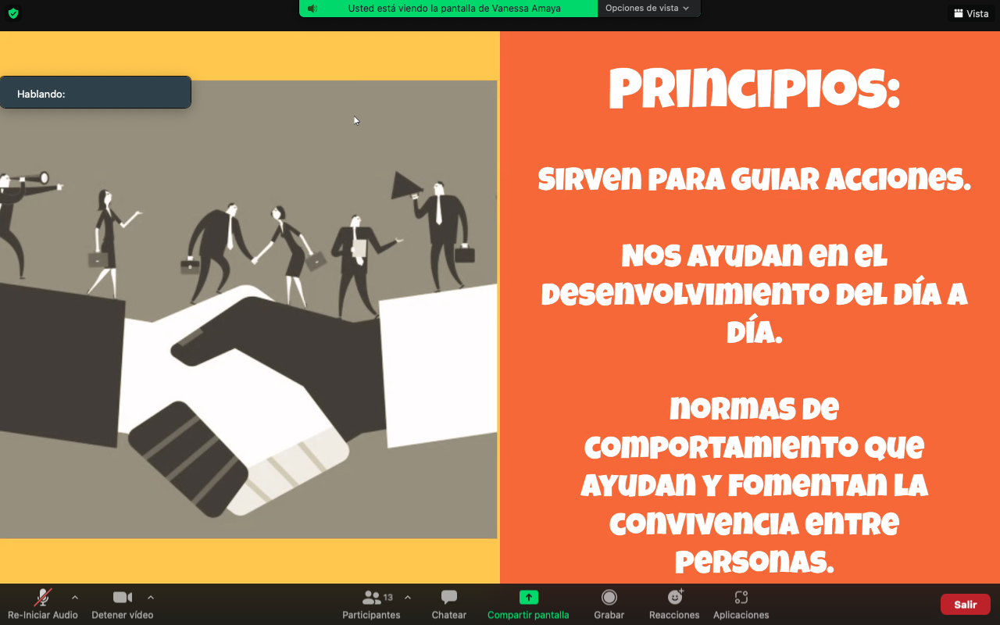 Usted está viendo la pantalla de Vanessa Amaya
Opciones de vista
Vista
Hablando:
PRINCIPIOS:
SIRVEN PARA GUIAR ACCIONES.
NOS AYUDAN EN EL
DESENVOLVIMIENTO DEL DÍA A
DÍA.
NORMAS DE
COMPORTAMIENTO QUE
AYUDAN Y FOMENTAN LA
CONVIVENCIA ENTRE
PERSONAS.
Re-Iniciar Audio
Detener vídeo
13
Participantes
Chatear
Compartir pantalla
Grabar
Reacciones
Aplicaciones
Salir